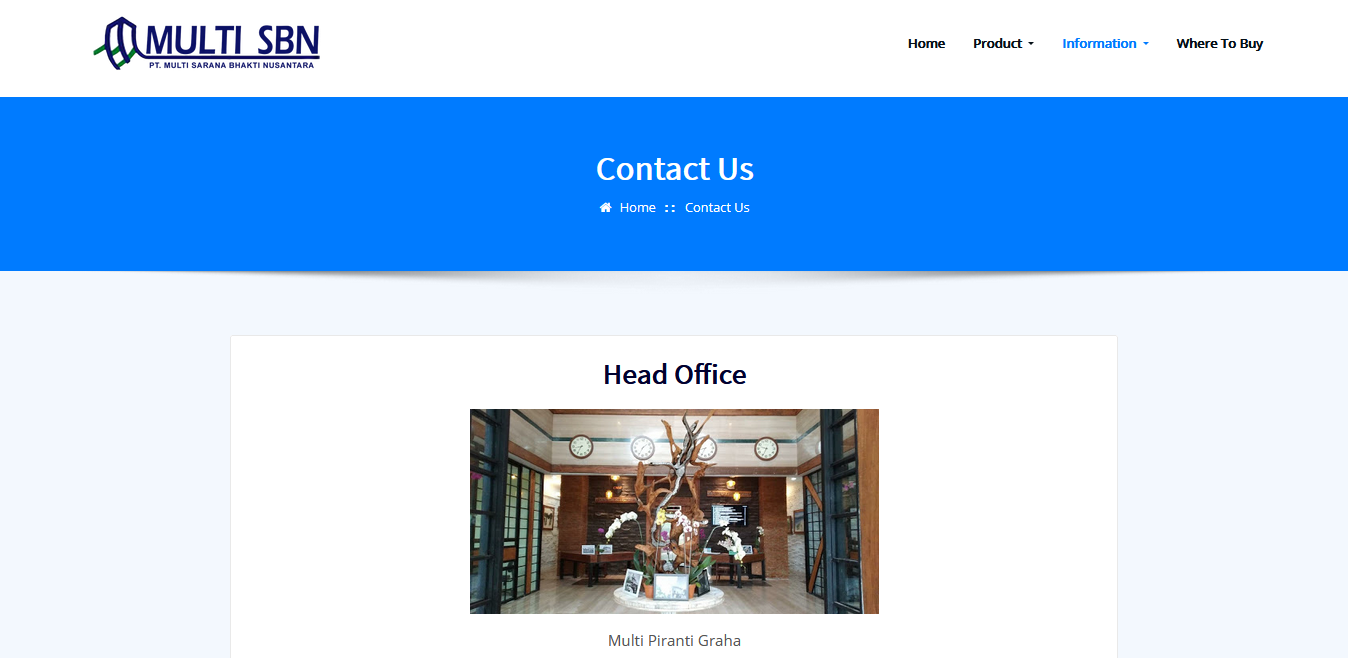 MULTI SBN
PT. MULTI SARANA BHAKTI NUSANTARA
Home Product Information Where To Buy
Contact Us
Home :: Contact Us
Head Office
Multi Piranti Graha